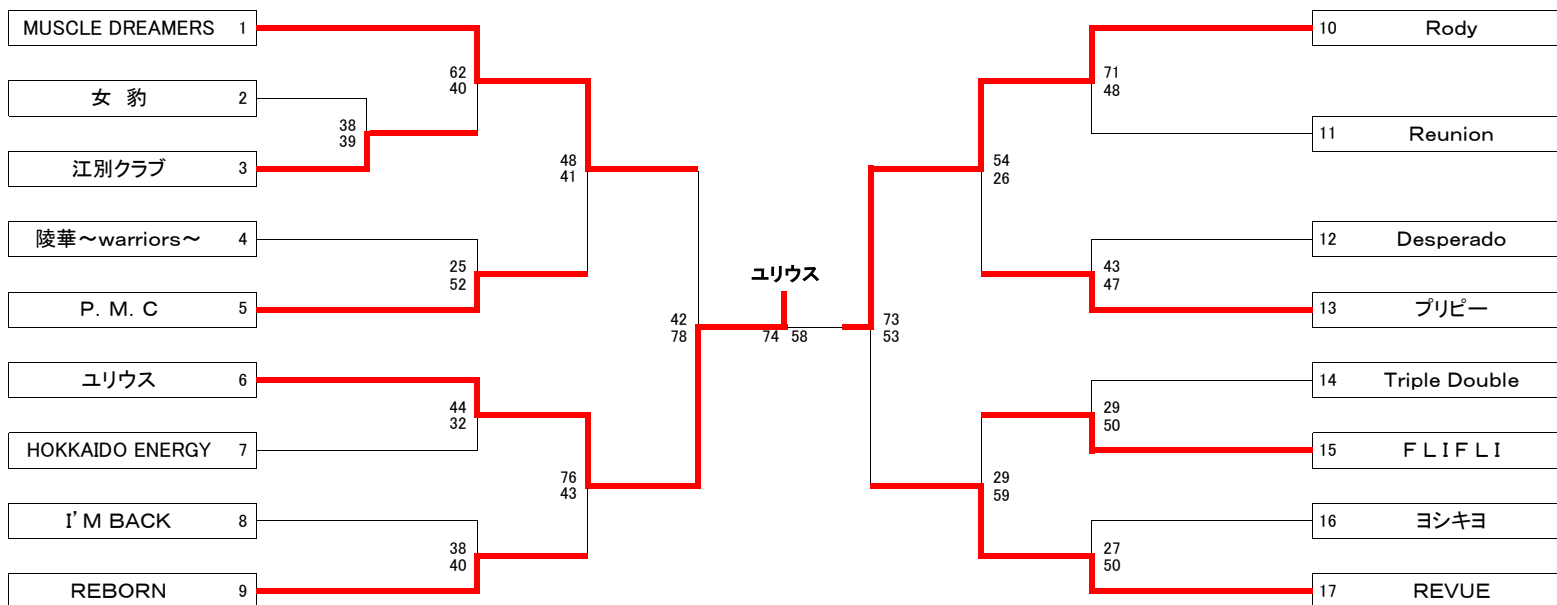 MUSCLE DREAMERS 1
女 豹 2
江別クラブ 3
陵華～warriors～ 4
P. M. C 5
ユリウス 6
HOKKAIDO ENERGY 7
I' M BACK 8
REBORN 9
38
39
62
40
25
52
44
32
38
40
48
41
76
43
42
78
ユリウス
74 58
73
53
54
26
29
59
71
48
43
47
29
50
27
50
10 Rody
11 Reunion
12 Desperado
13 プリピー
14 Triple Double
15 ＦＬＩＦＬＩ
16 ヨシキヨ
17 REVUE